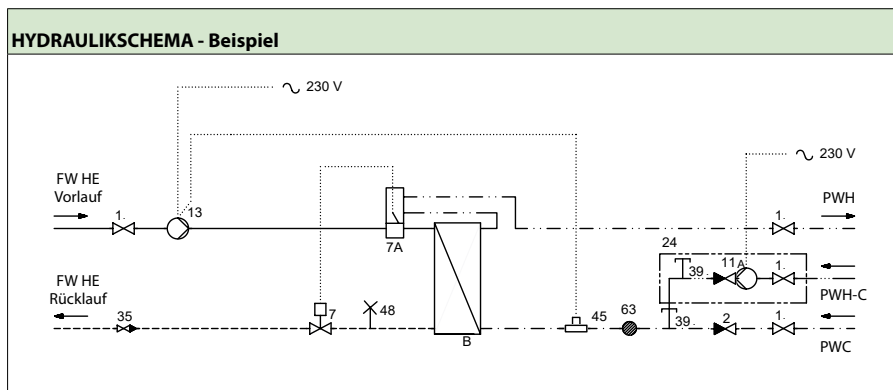 HYDRAULIKSCHEMA - Beispiel
230 V
230 V
FW HE
Vorlauf
1.
13
7A
1.
PWH
24
39.
11
A
1.
PWH-C
FW HE
Rücklauf
35
7
48
B
45
63
39.
2
1.
PWC